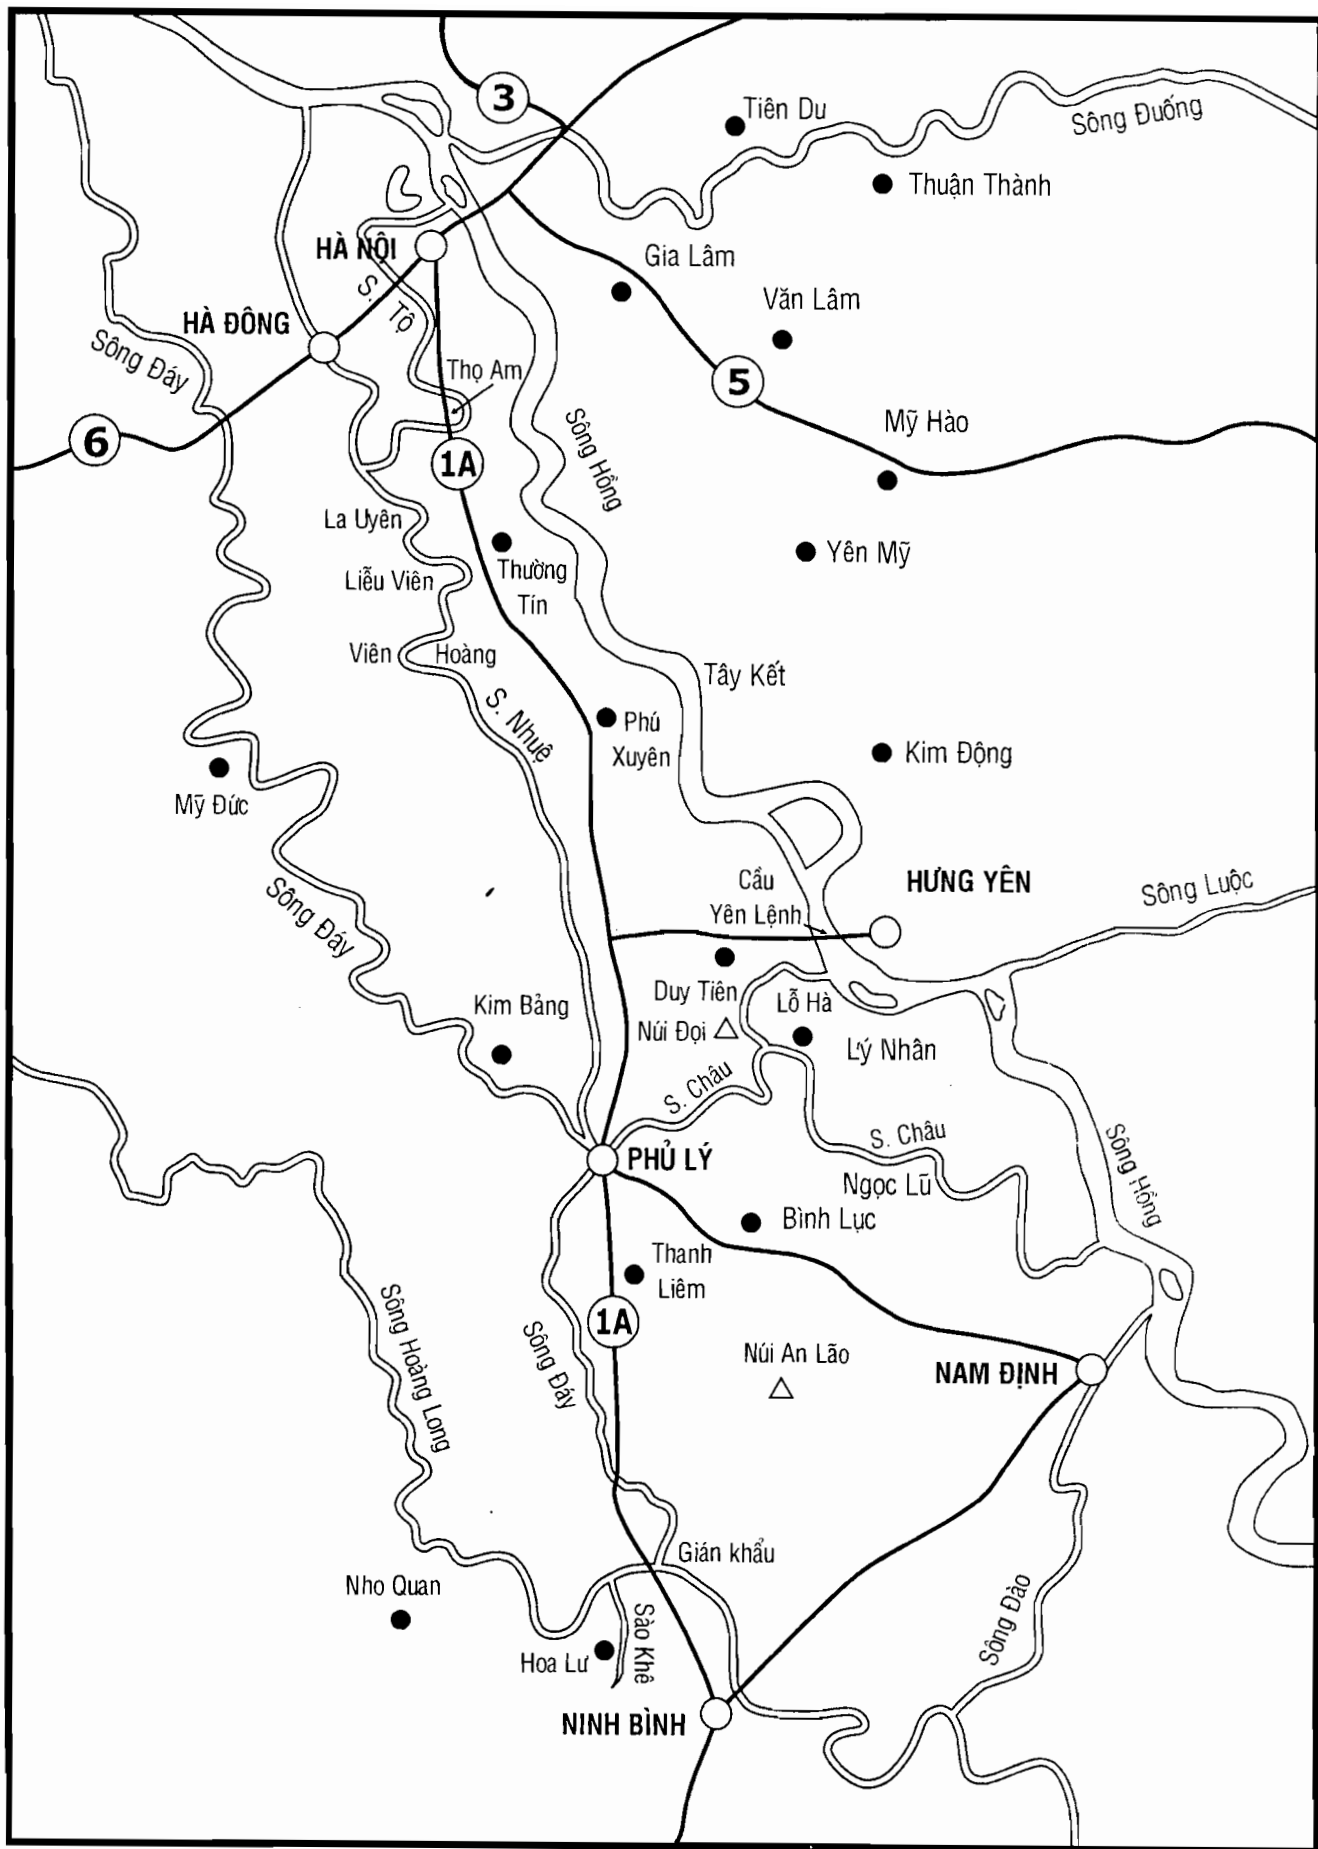 3
Tiên Du
Sông Đuống
Thuận Thành
HÀ NỘI
Gia Lâm
S. Tộ
Văn Lâm
HÀ ĐÔNG
Sông Đáy
Thọ Am
5
6
Sông Hồng
Mỹ Hào
1A
La Uyên
Thường
Tín
Yên Mỹ
Liễu Viên
Viên Hoàng
Tây Kết
S. Nhuệ
Phú
Xuyên
Kim Động
Mỹ Đức
Cầu
Yên Lệnh
HƯNG YÊN
Sông Luộc
Sông Đáy
Duy Tiên
Lỗ Hà
Kim Bảng
Núi Đọi
Lý Nhân
S. Châu
S. Châu
Sông Hồng
PHỦ LÝ
Ngọc Lũ
Bình Lục
Thanh
Liêm
Sông Hoàng Long
1A
Sông Đáy
Núi An Lão
NAM ĐỊNH
Gián khẩu
Nho Quan
Sào Khê
Sông Đào
Hoa Lư
NINH BÌNH